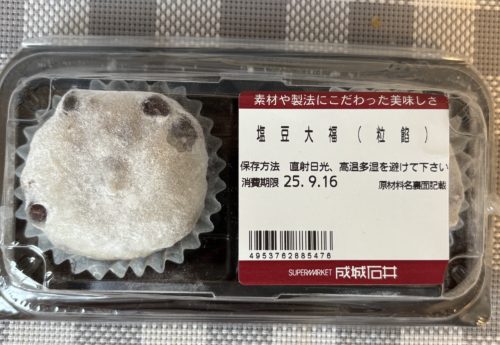 素材や製法にこだわった美味しさ
塩豆大福(粒餡)
保存方法 直射日光、高温多湿を避けて下さい
消費期限 25.9.16 原材料名裏面記載
4953762885476
SUPERMARKET 成城石井